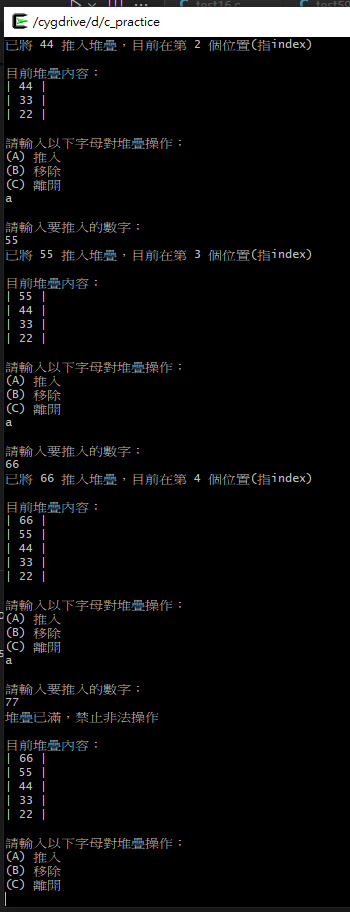 test16.c
test59
/cygdrive/d/c_practice
已將 44 推入堆疊，目前在第 2 個位置(指index)
目前堆疊內容：
| 44 |
| 33 |
| 22 |
請輸入以下字母對堆疊操作：
(A) 推入
(B) 移除
(C) 離開
a
請輸入要推入的數字：
55
已將 55 推入堆疊，目前在第 3 個位置(指index)
目前堆疊內容：
| 55 |
| 44 |
| 33 |
| 22 |
請輸入以下字母對堆疊操作：
(A) 推入
(B) 移除
(C) 離開
a
請輸入要推入的數字：
66
已將 66 推入堆疊，目前在第 4 個位置(指index)
目前堆疊內容：
| 66 |
| 55 |
| 44 |
| 33 |
| 22 |
請輸入以下字母對堆疊操作：
(A) 推入
(B) 移除
(C) 離開
a
請輸入要推入的數字：
77
堆疊已滿，禁止非法操作
目前堆疊內容：
| 66 |
| 55 |
| 44 |
| 33 |
| 22 |
請輸入以下字母對堆疊操作：
(A) 推入
(B) 移除
(C) 離開